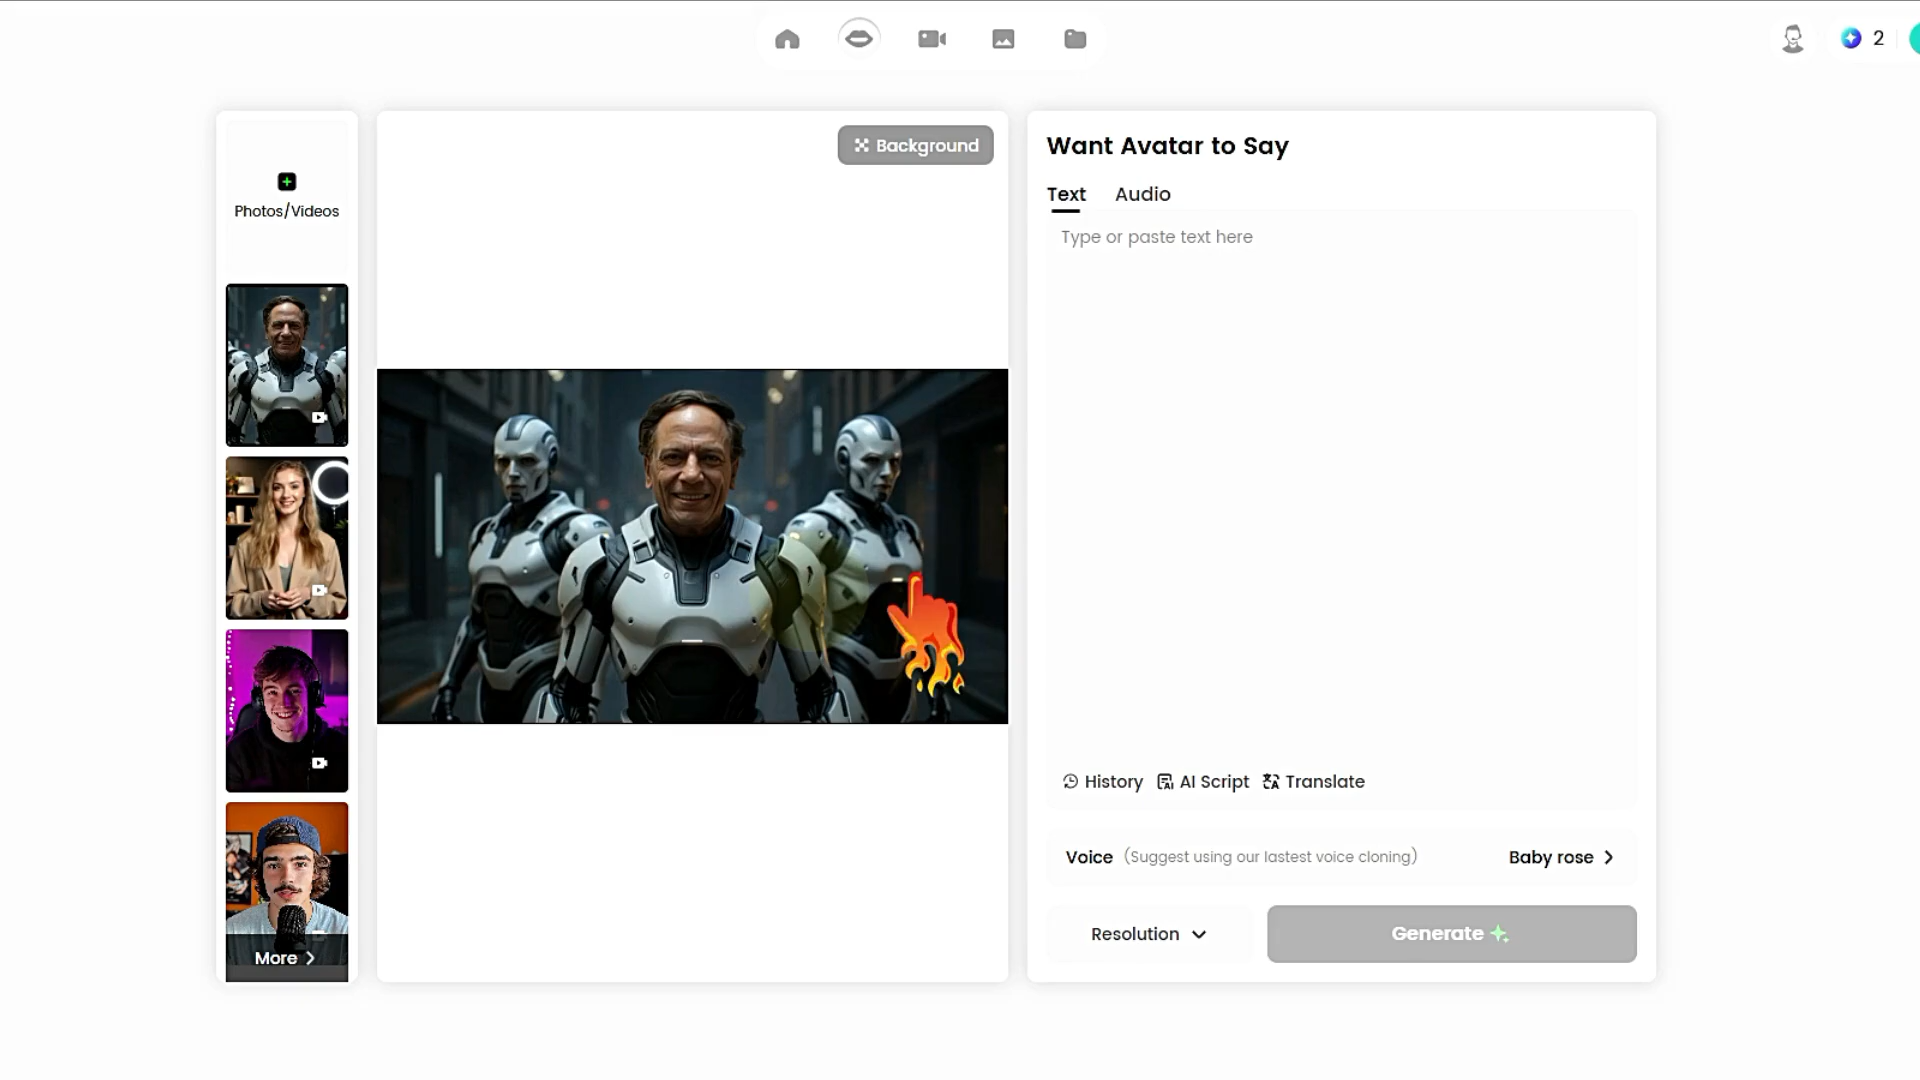 2
Photos/Videos
More
Background
Want Avatar to Say
Text Audio
Type or paste text here
History AI Script Translate
Voice (Suggest using our lastest voice cloning) Baby rose
Resolution Generate